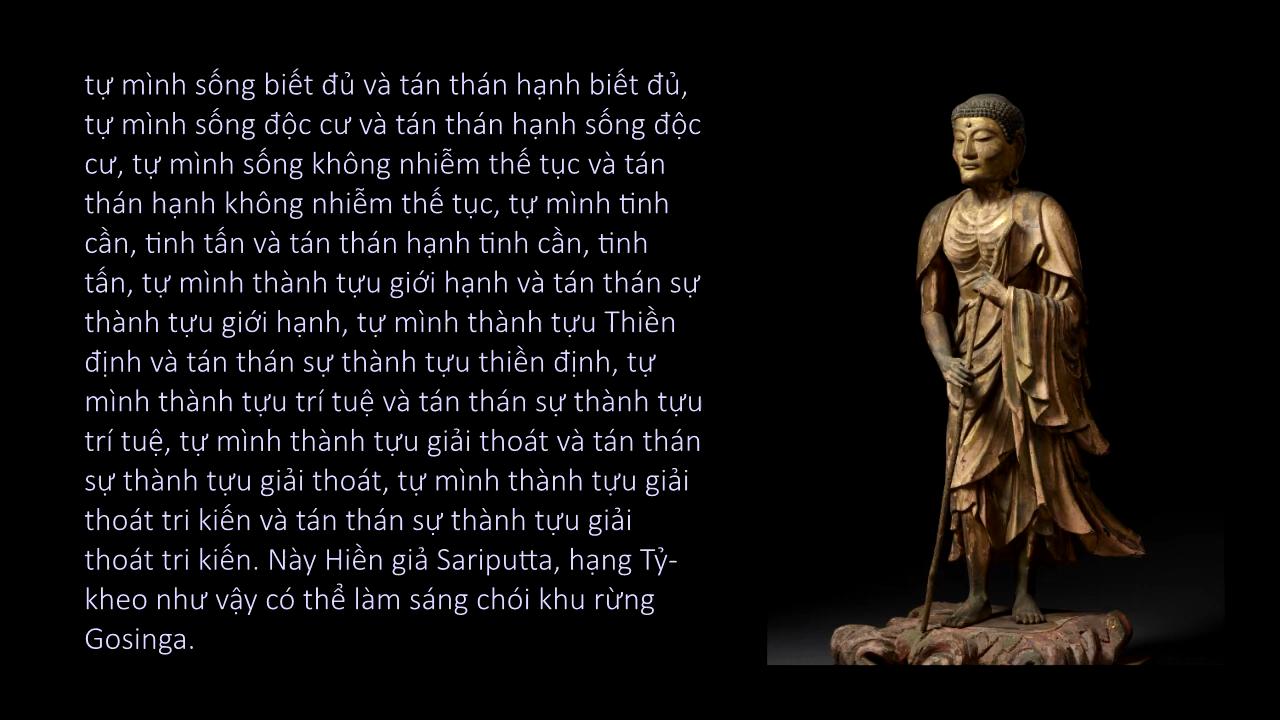 tự mình sống biết đủ và tán thán hạnh biết đủ,
tự mình sống độc cư và tán thán hạnh sống độc
cư, tự mình sống không nhiễm thế tục và tán
thán hạnh không nhiễm thế tục, tự mình tinh
cần, tinh tấn và tán thán hạnh tinh cần, tinh
tấn, tự mình thành tựu giới hạnh và tán thán sự
thành tựu giới hạnh, tự mình thành tựu Thiền
định và tán thán sự thành tựu thiền định, tự
mình thành tựu trí tuệ và tán thán sự thành tựu
trí tuệ, tự mình thành tựu giải thoát và tán thán
sự thành tựu giải thoát, tự mình thành tựu giải
thoát tri kiến và tán thán sự thành tựu giải
thoát tri kiến. Này Hiền giả Sariputta, hạng Tỷ-
kheo như vậy có thể làm sáng chói khu rừng
Gosinga.